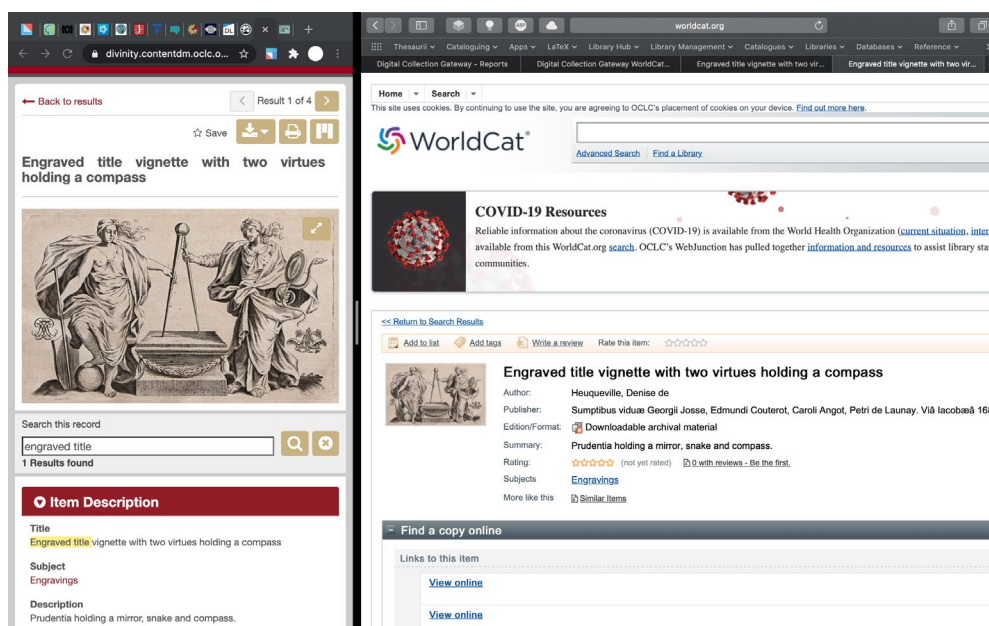 divinity.contentdm.oclc.o...
Back to results
Result 1 of 4
Save
Engraved title vignette with two virtues
holding a compass
Search this record
engraved title
1 Results found
Item Description
Title
Engraved title vignette with two virtues holding a compass
Subject
Engravings
Description
Prudentia holding a mirror, snake and compass.
worldcat.org
Thesaurii Cataloguing Apps LaTeX Library Hub Library Management Catalogues Libraries Databases Reference
Digital Collection Gateway - Reports Digital Collection Gateway WorldCat... Engraved title vignette with two vir... Engraved title vignette with two vir...
Home Search
This site uses cookies. By continuing to use the site, you are agreeing to OCLC's placement of cookies on your device. Find out more here.
WorldCat
Advanced Search Find a Library
COVID-19 Resources
Reliable information about the coronavirus (COVID-19) is available from the World Health Organization (current situation, inter
available from this WorldCat.org search. OCLC's WebJunction has pulled together information and resources to assist library sta
communities.
<< Return to Search Results
Add to list Add tags Write a review Rate this item:
Engraved title vignette with two virtues holding a compass
Author: Heuqueville, Denise de
Publisher: Sumptibus viduæ Georgii Josse, Edmundi Couterot, Caroli Angot, Petri de Launay. Viâ Iacobæâ 168
Edition/Format: Downloadable archival material
Summary: Prudentia holding a mirror, snake and compass.
Rating: (not yet rated) 0 with reviews - Be the first.
Subjects Engravings
More like this Similar Items
Find a copy online
Links to this item
View online
View online